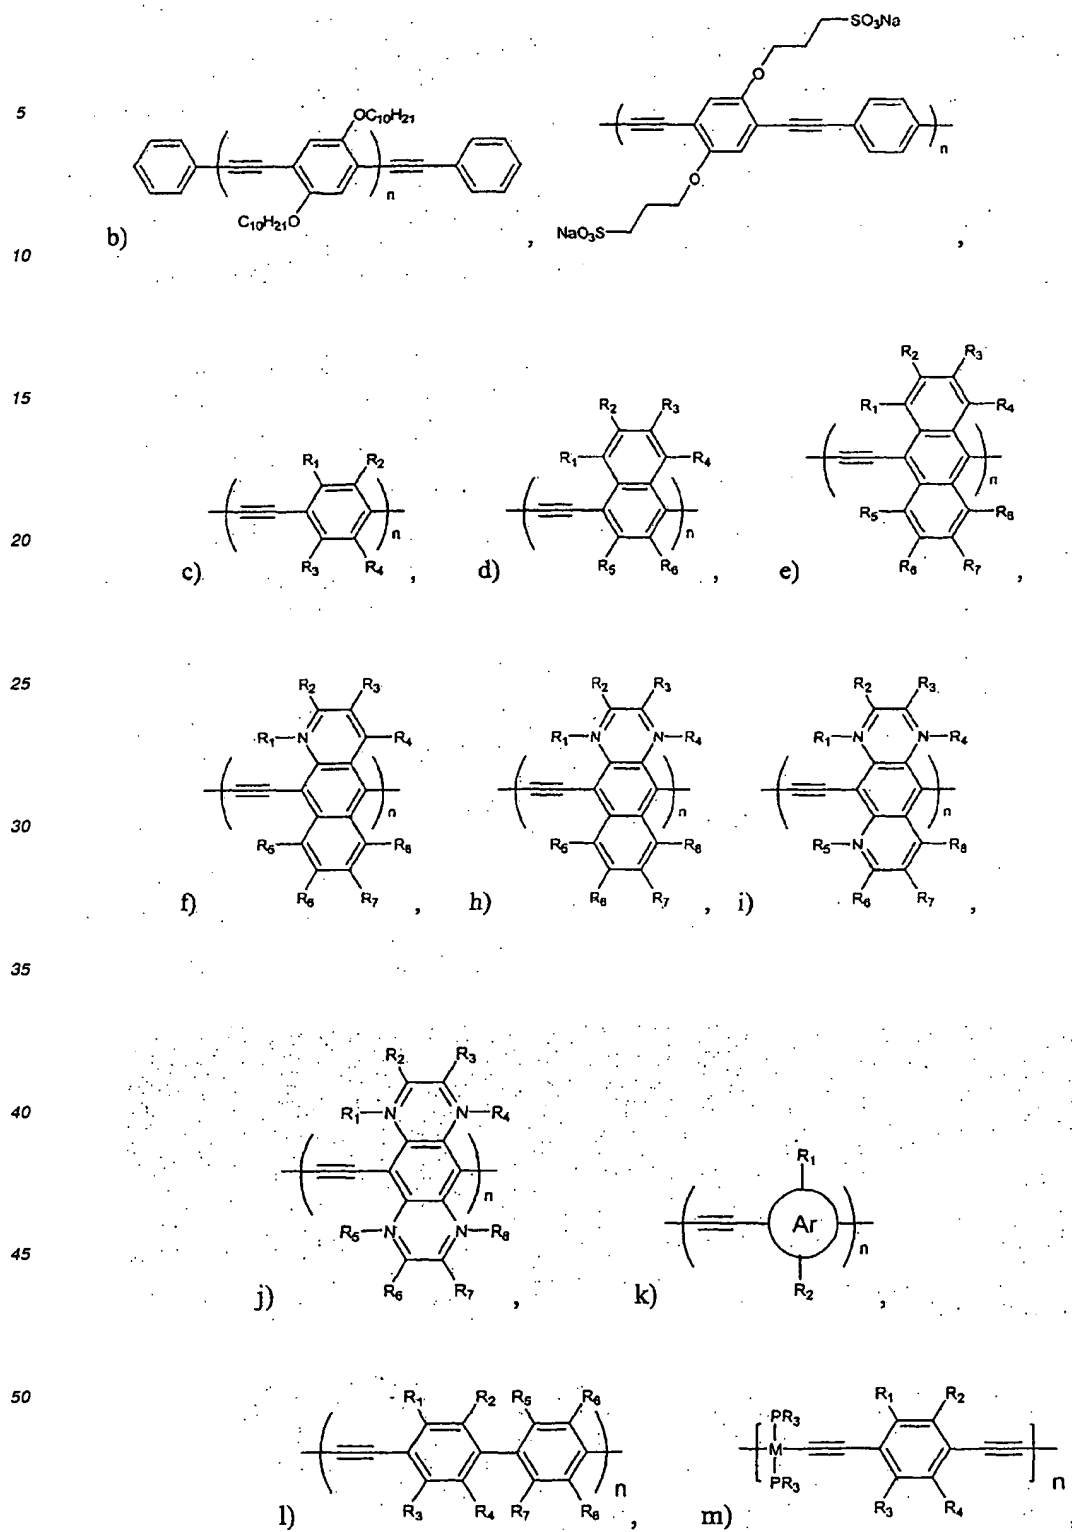 SO₃Na
O
5
OC₁₀H₂₁
n
n
O
C₁₀H₂₁O
NaO₃S
b) , ,
10
R₂ R₃
15
R₂ R₃
R₁ R₄
R₁ R₂
R₁ R₄
n
n
n
R₅ R₈
20
R₃ R₄
R₅ R₆
R₆ R₇
c) , d) , e) ,
25
R₂ R₃ R₂ R₃ R₂ R₃
R₁ N R₄ R₁ N N R₄ R₁ N N R₄
n n n
30
R₅ R₈ R₅ R₈ R₅ N R₈
R₆ R₇ R₆ R₇ R₆ R₇
f) , h) , i) ,
35
R₂ R₃
40
R₁ N N R₄
R₁
n
Ar
n
R₅ N N R₈
45
R₂
R₆ R₇
j) , k) ,
50
R₁ R₂ R₅ R₆
R₁ R₂
PR₃
M
PR₃
n
n
R₃ R₄ R₇ R₈
R₃ R₄
l) , m) ,